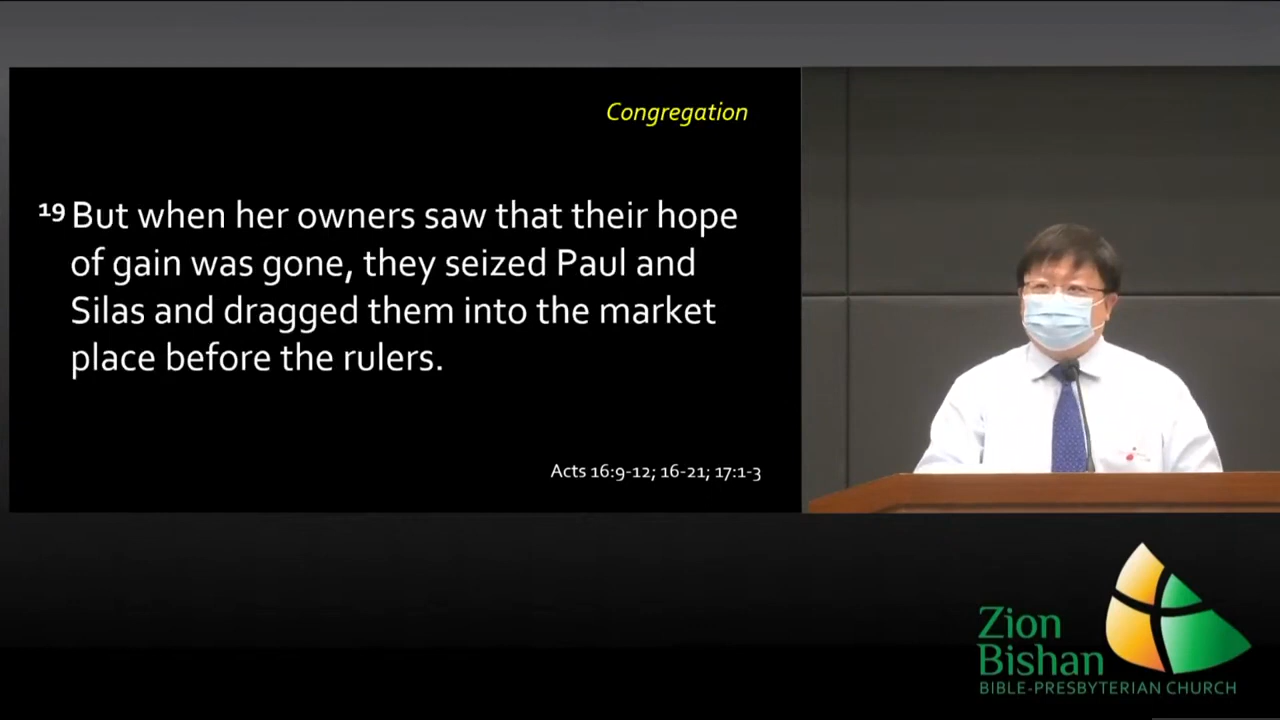 Congregation
19 But when her owners saw that their hope
of gain was gone, they seized Paul and
Silas and dragged them into the market
place before the rulers.
Acts 16:9-12; 16-21; 17:1-3
Zion
Bishan
BIBLE-PRESBYTERIAN CHURCH